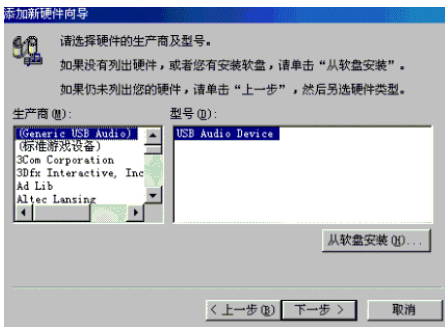 添加新硬件向导
请选择硬件的生产商及型号。
如果没有列出硬件，或者您有安装软盘，请单击“从软盘安装”.
如果仍未列出您的硬件，请单击“上一步”，然后另选硬件类型。
生产商(M):
型号(D):
(Generic USB Audio)
(标准游戏设备)
3Com Corporation
3Dfx Interactive, Inc
Ad Lib
Altec Lansing
USB Audio Device
从软盘安装(H)...
< 上一步(B)
下一步 >
取消